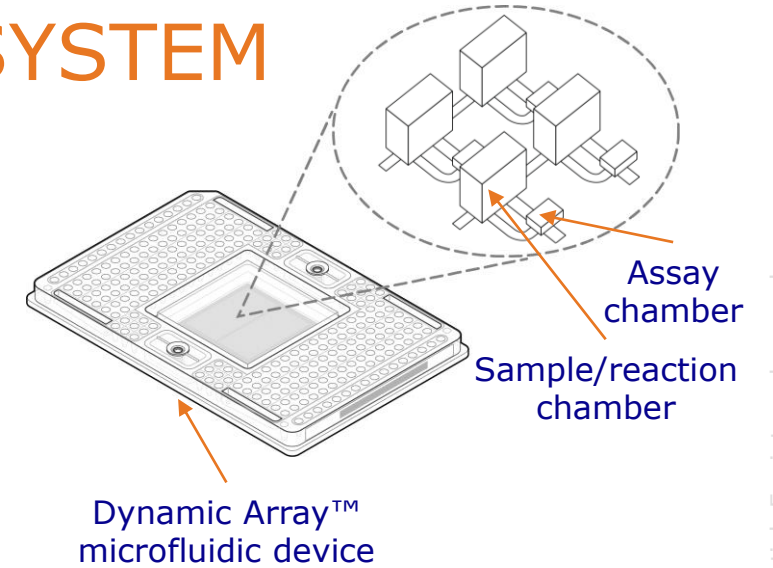 SYSTEM
Assay
chamber
Sample/reaction
chamber
Dynamic Array™
microfluidic device